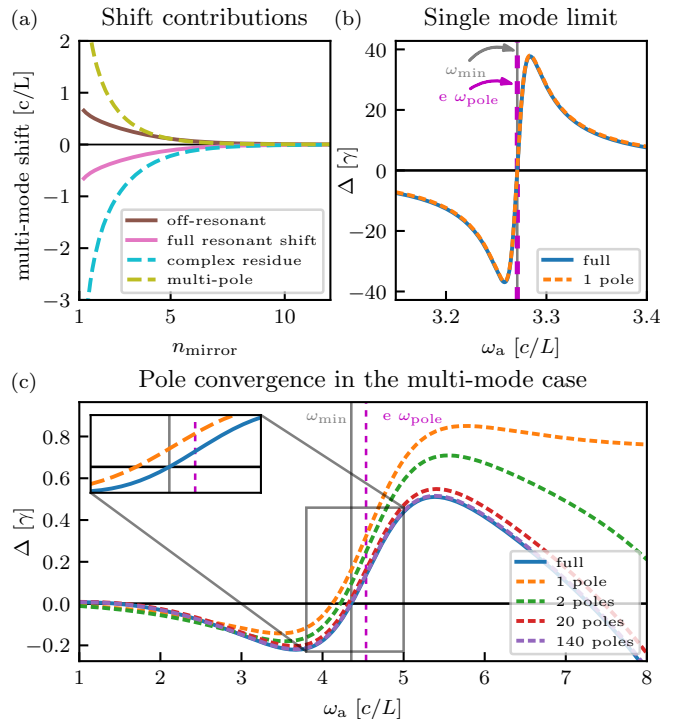 (a) Shift contributions
multi-mode shift [c/L]
2
1
0
−1
−2
−3
off-resonant
full resonant shift
complex residue
multi-pole
1 5 10
n_mirror
(b) Single mode limit
Δ [γ]
40
20
0
−20
−40
ω_min
e ω_pole
full
1 pole
3.2 3.3 3.4
ω_a [c/L]
(c) Pole convergence in the multi-mode case
ω_min e ω_pole
Δ [γ]
0.8
0.6
0.4
0.2
0.0
−0.2
full
1 pole
2 poles
20 poles
140 poles
1 2 3 4 5 6 7 8
ω_a [c/L]